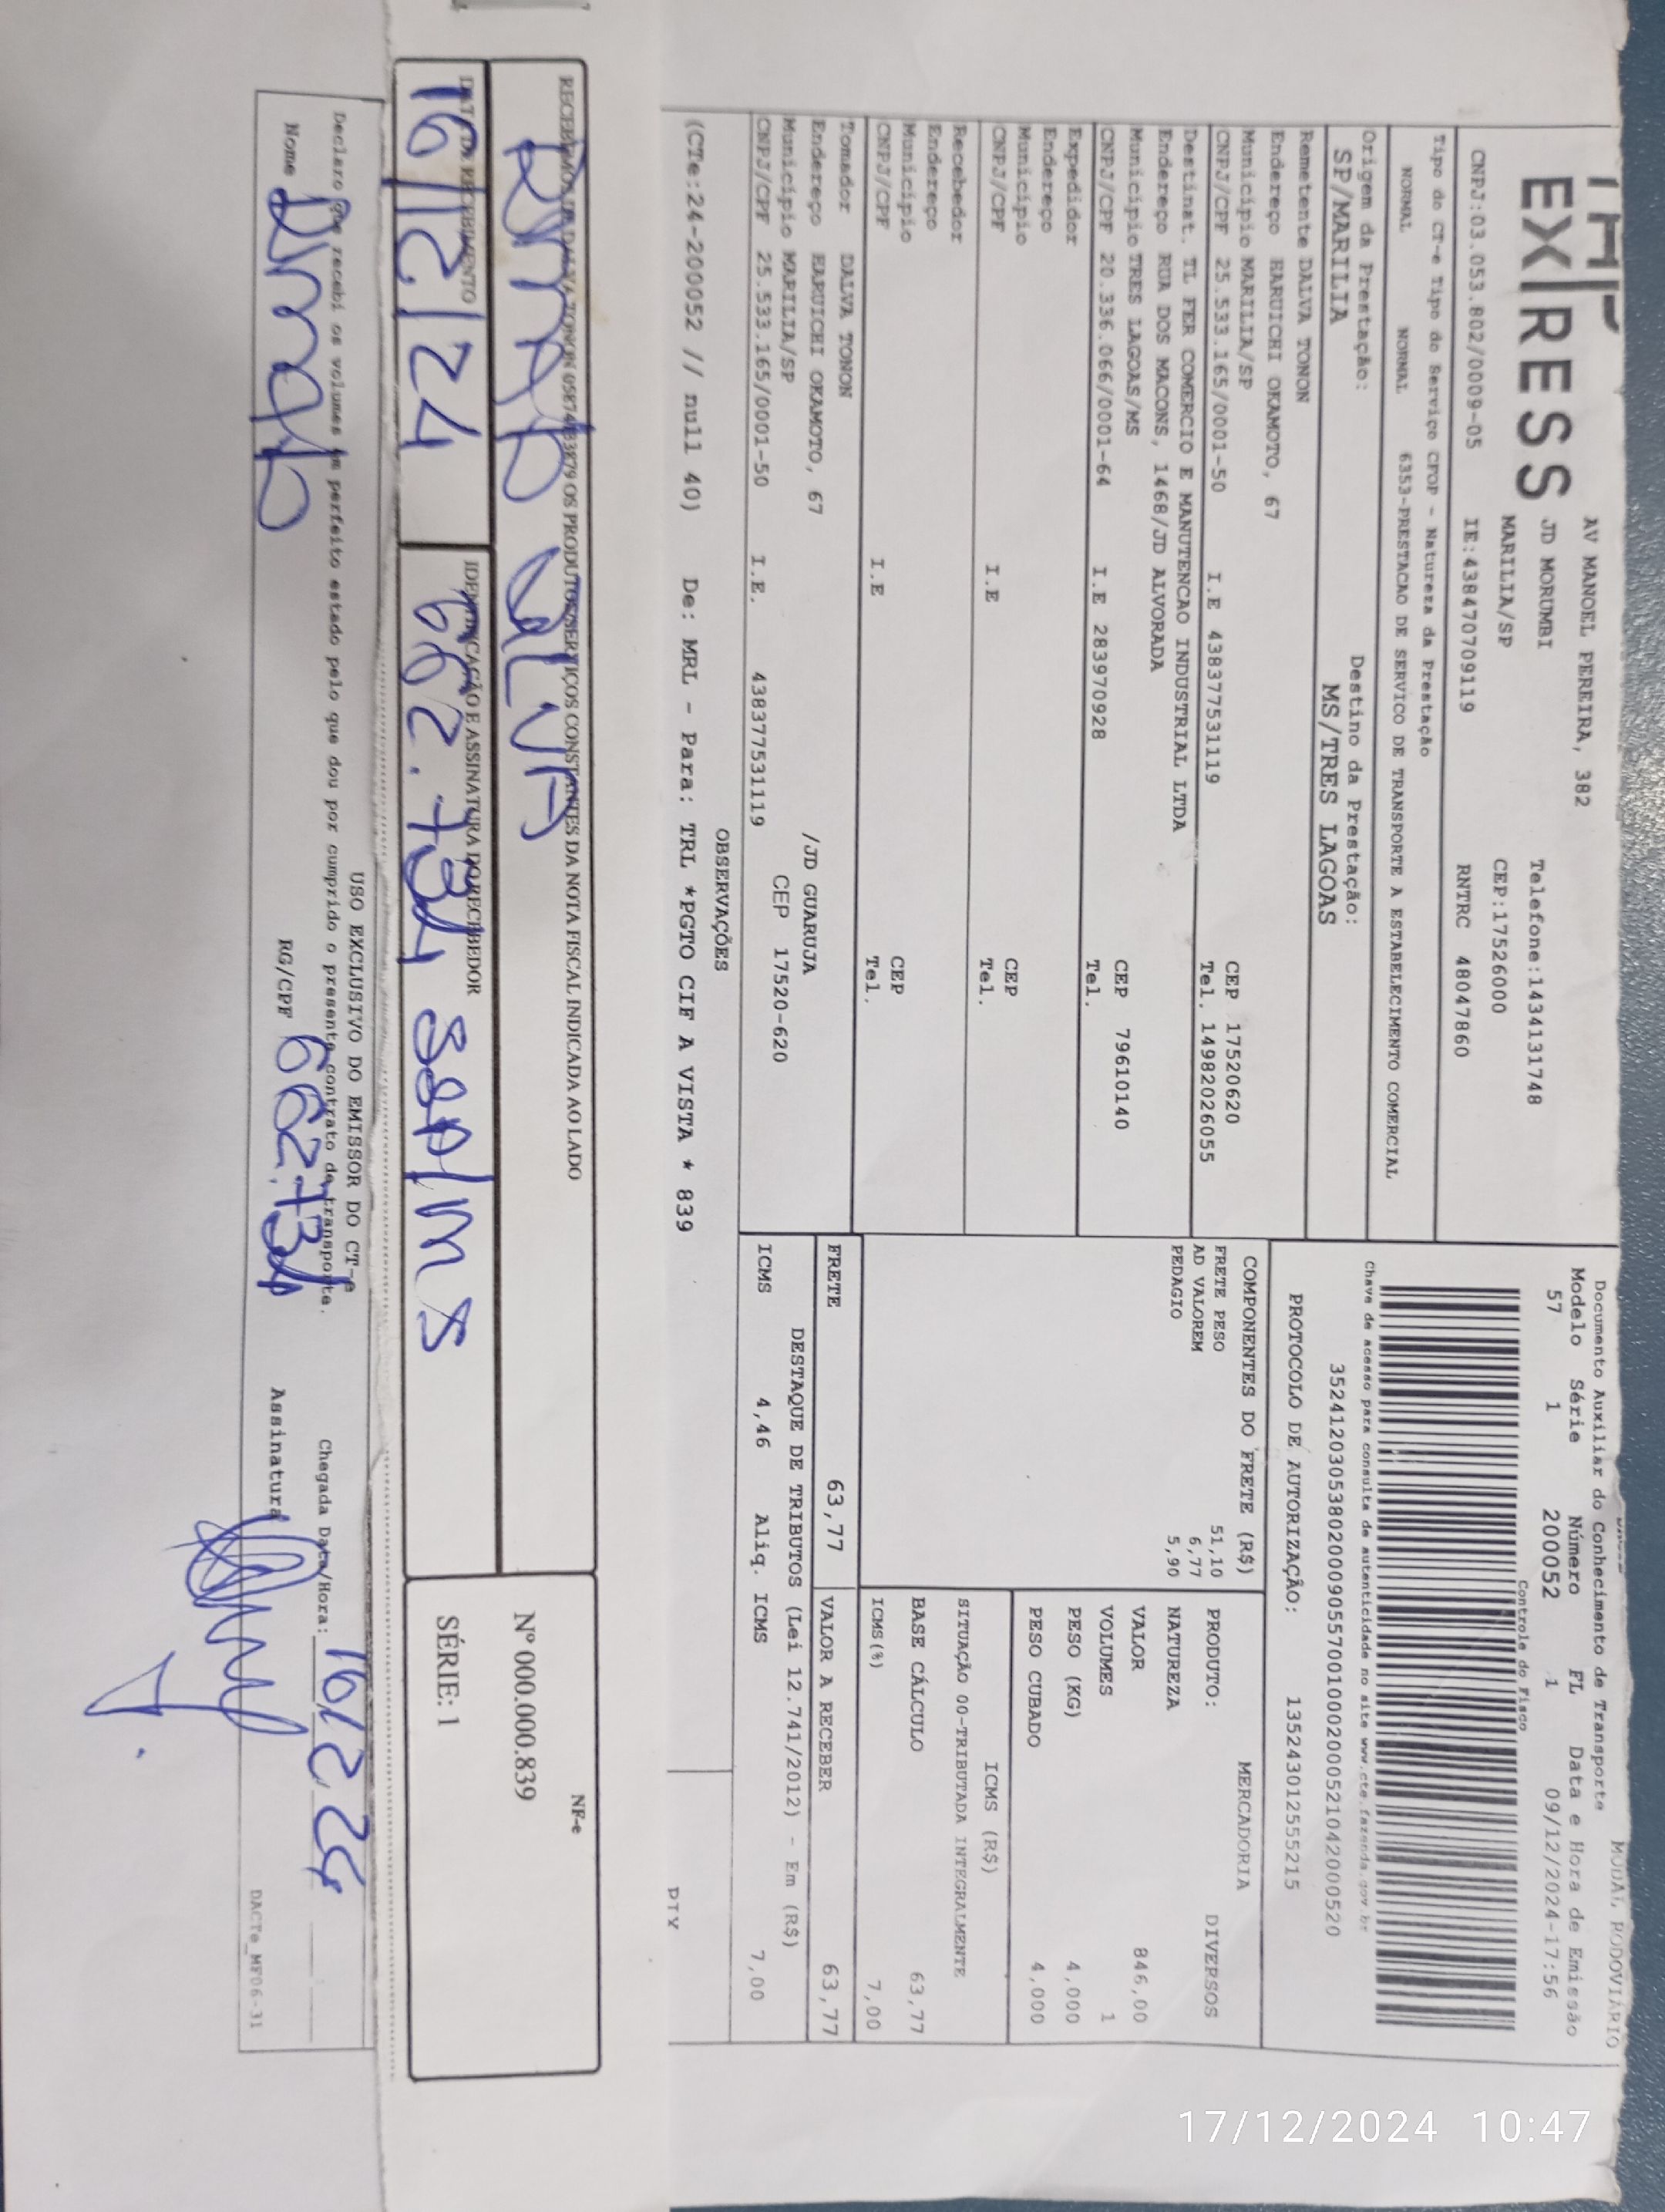 EXPRESS
AV MANOEL PEREIRA, 382
JD MORUMBI
Telefone:1434131748
MARILIA/SP
CEP:17526000
CNPJ:03.053.802/0009-05 IE:438470709119 RNTRC 48047860
Tipo do CT-e Tipo do Serviço CFOP - Natureza da Prestação
NORMAL NORMAL 6353-PRESTACAO DE SERVICO DE TRANSPORTE A ESTABELECIMENTO COMERCIAL
Origem da Prestação: Destino da Prestação:
SP/MARILIA MS/TRES LAGOAS
MODAL RODOVIÁRIO
Documento Auxiliar do Conhecimento de Transporte
Modelo Série Número FL Data e Hora de Emissão
57 1 200052 1 09/12/2024-17:56
Controle do Fisco
Chave de acesso para consulta de autenticidade no site www.cte.fazenda.gov.br
35241203053802000905570010002000521042000520
PROTOCOLO DE AUTORIZAÇÃO: 135243012555215
Remetente DALVA TONON
Endereço HARUICHI OKAMOTO, 67
Município MARILIA/SP CEP 17520620
CNPJ/CPF 25.533.165/0001-50 I.E 438377531119 Tel. 14982026055
Destinat. TL FER COMERCIO E MANUTENCAO INDUSTRIAL LTDA
Endereço RUA DOS MACONS, 1468/JD ALVORADA
Município TRES LAGOAS/MS CEP 79610140
CNPJ/CPF 20.336.066/0001-64 I.E 283970928 Tel.
Expedidor
Endereço
Município CEP
CNPJ/CPF I.E Tel.
Recebedor
Endereço
Município CEP
CNPJ/CPF I.E Tel.
Tomador DALVA TONON
Endereço HARUICHI OKAMOTO, 67 /JD GUARUJA
Município MARILIA/SP CEP 17520-620
CNPJ/CPF 25.533.165/0001-50 I.E. 438377531119
COMPONENTES DO FRETE (R$)
FRETE PESO 51,10
AD VALOREM 6,77
PEDAGIO 5,90
MERCADORIA
PRODUTO: DIVERSOS
NATUREZA
VALOR 846,00
VOLUMES 1
PESO (KG) 4,000
PESO CUBADO 4,000
ICMS (R$)
SITUAÇÃO 00-TRIBUTADA INTEGRALMENTE
BASE CÁLCULO 63,77
ICMS(%) 7,00
FRETE 63,77 VALOR A RECEBER 63,77
DESTAQUE DE TRIBUTOS (Lei 12.741/2012) - Em (R$)
ICMS 4,46 Aliq. ICMS 7,00
OBSERVAÇÕES
(CTe:24-200052 // null 40) De: MRL - Para: TRL *PGTO CIF A VISTA * 839
RECEBEMOS DE DALVA TONON 05874183879 OS PRODUTOS/SERVIÇOS CONSTANTES DA NOTA FISCAL INDICADA AO LADO
NF-e
Nº 000.000.839
SÉRIE: 1
DATA DE RECEBIMENTO
16/12/24
IDENTIFICAÇÃO E ASSINATURA DO RECEBEDOR
USO EXCLUSIVO DO EMISSOR DO CT-e
Declaro que recebi os volumes em perfeito estado pelo que dou por cumprido o presente contrato de transporte.
Chegada Data/Hora: 16/12/24
Nome
RG/CPF
Assinatura
DACTe_MF06-31
17/12/2024 10:47